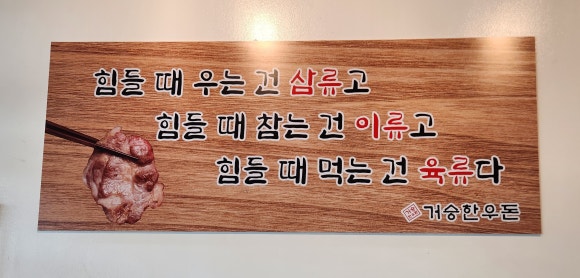 힘들 때 우는 건 삼류고
힘들 때 참는 건 이류고
힘들 때 먹는 건 육류다
거승한우돈